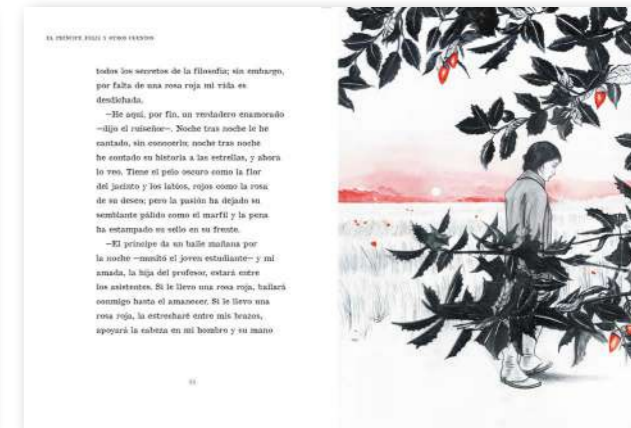 EL PRÍNCIPE FELIZ Y OTROS CUENTOS
todos los secretos de la filosofía; sin embargo,
por falta de una rosa roja mi vida es
desdichada.
—He aquí, por fin, un verdadero enamorado
—dijo el ruiseñor—. Noche tras noche le he
cantado, sin conocerlo; noche tras noche
he contado su historia a las estrellas, y ahora
lo veo. Tiene el pelo oscuro como la flor
del jacinto y los labios, rojos como la rosa
de su deseo; pero la pasión ha dejado su
semblante pálido como el marfil y la pena
ha estampado su sello en su frente.
—El príncipe da un baile mañana por
la noche —musitó el joven estudiante— y mi
amada, la hija del profesor, estará entre
los asistentes. Si le llevo una rosa roja, bailará
conmigo hasta el amanecer. Si le llevo una
rosa roja, la estrecharé entre mis brazos,
apoyará la cabeza en mi hombro y su mano